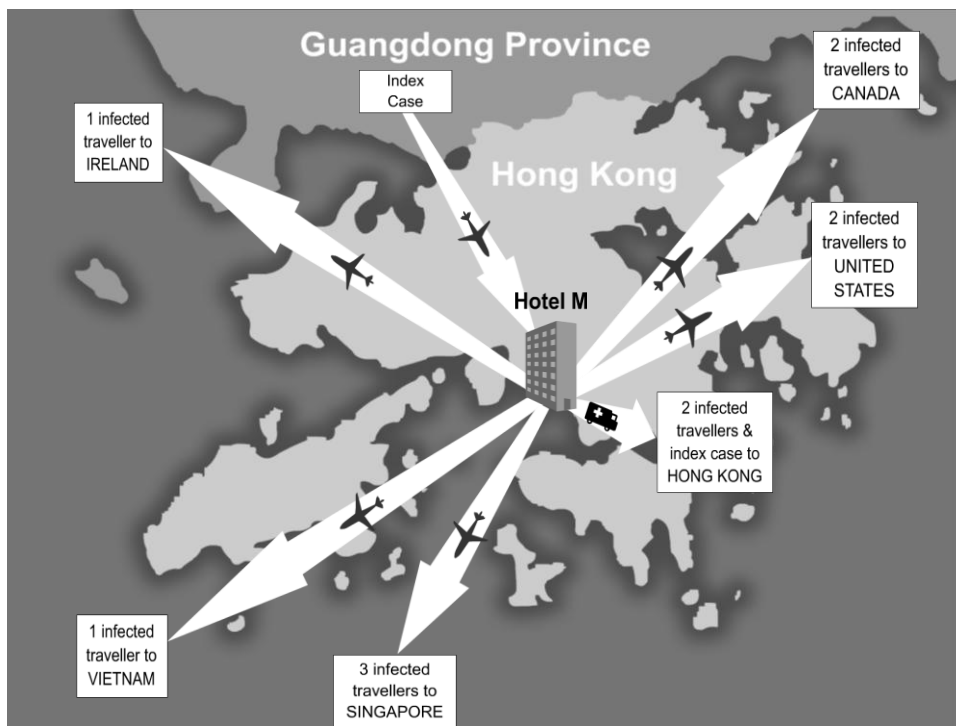 Guangdong Province
Index
Case
2 infected
travellers to
CANADA
1 infected
traveller to
IRELAND
Hong Kong
2 infected
travellers to
UNITED
STATES
Hotel M
2 infected
travellers &
index case to
HONG KONG
1 infected
traveller to
VIETNAM
3 infected
travellers to
SINGAPORE